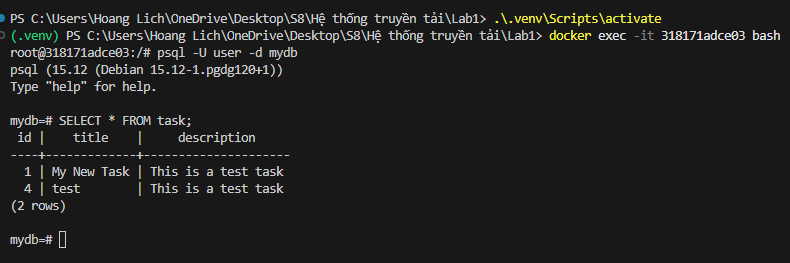 PS C:\Users\Hoang Lich\OneDrive\Desktop\S8\Hệ thống truyền tải\Lab1> .\.venv\Scripts\activate
(.venv) PS C:\Users\Hoang Lich\OneDrive\Desktop\S8\Hệ thống truyền tải\Lab1> docker exec -it 318171adce03 bash
root@318171adce03:/# psql -U user -d mydb
psql (15.12 (Debian 15.12-1.pgdg120+1))
Type "help" for help.

mydb=# SELECT * FROM task;
 id |    title    |     description
----+-------------+---------------------
  1 | My New Task | This is a test task
  4 | test        | This is a test task
(2 rows)

mydb=#